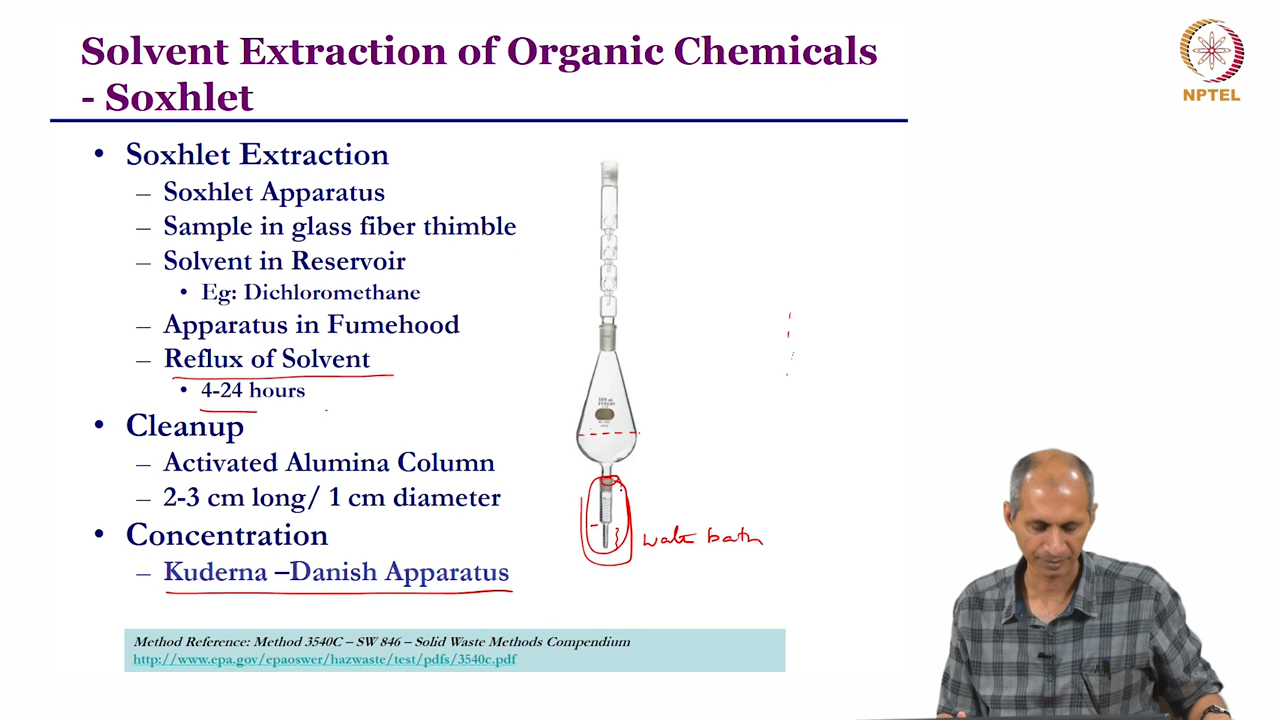 Solvent Extraction of Organic Chemicals
- Soxhlet
NPTEL
• Soxhlet Extraction
– Soxhlet Apparatus
– Sample in glass fiber thimble
– Solvent in Reservoir
• Eg: Dichloromethane
– Apparatus in Fumehood
– Reflux of Solvent
• 4-24 hours
• Cleanup
– Activated Alumina Column
– 2-3 cm long/ 1 cm diameter
• Concentration
– Kuderna –Danish Apparatus
water bath
Method Reference: Method 3540C – SW 846 – Solid Waste Methods Compendium
http://www.epa.gov/epaoswer/hazwaste/test/pdfs/3540c.pdf